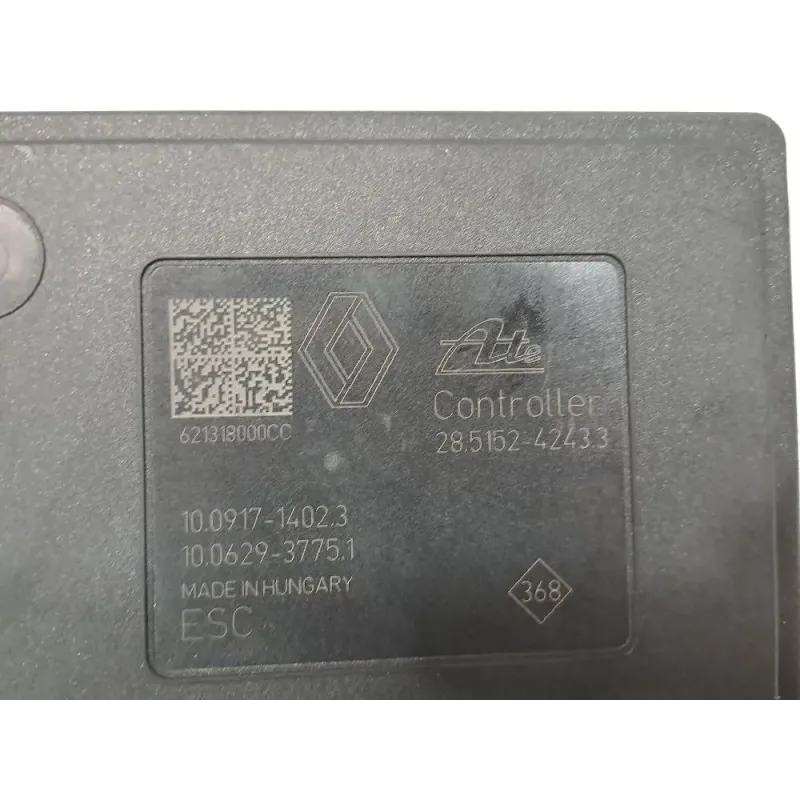 Ate
Controller
28.5152-4243.3
621318000CC
10.0917-1402.3
10.0629-3775.1
MADE IN HUNGARY
ESC
368